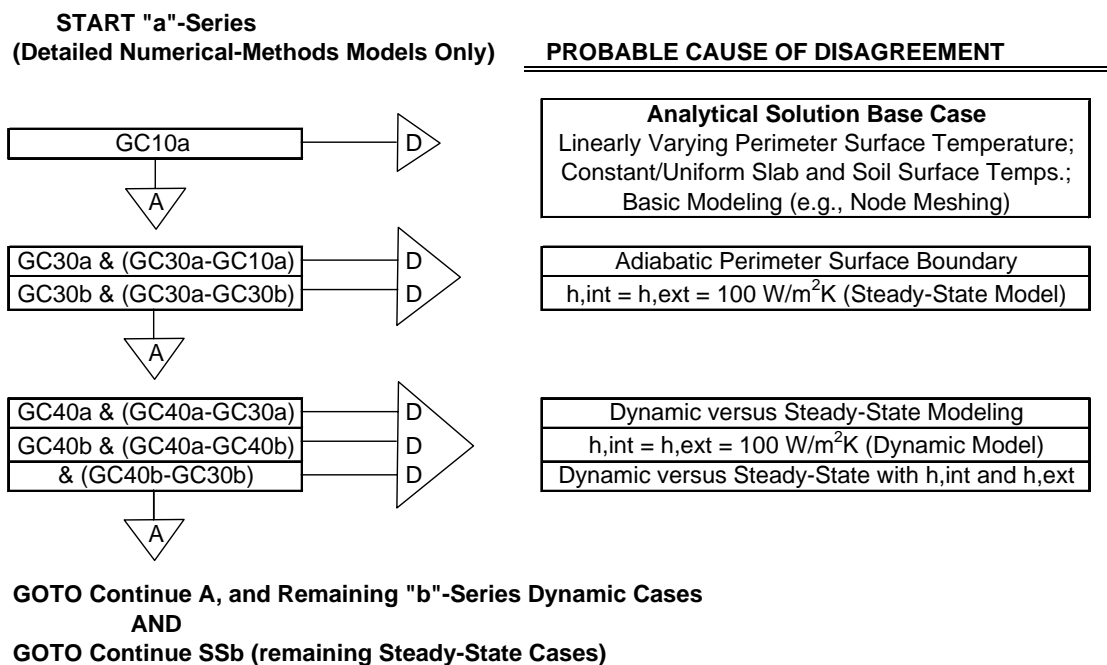 START "a"-Series
(Detailed Numerical-Methods Models Only)
PROBABLE CAUSE OF DISAGREEMENT
GC10a
D
A
Analytical Solution Base Case
Linearly Varying Perimeter Surface Temperature;
Constant/Uniform Slab and Soil Surface Temps.;
Basic Modeling (e.g., Node Meshing)
GC30a & (GC30a-GC10a)
D
Adiabatic Perimeter Surface Boundary
GC30b & (GC30a-GC30b)
D
h,int = h,ext = 100 W/m²K (Steady-State Model)
A
GC40a & (GC40a-GC30a)
D
Dynamic versus Steady-State Modeling
GC40b & (GC40a-GC40b)
D
h,int = h,ext = 100 W/m²K (Dynamic Model)
& (GC40b-GC30b)
D
Dynamic versus Steady-State with h,int and h,ext
A
GOTO Continue A, and Remaining "b"-Series Dynamic Cases
AND
GOTO Continue SSb (remaining Steady-State Cases)